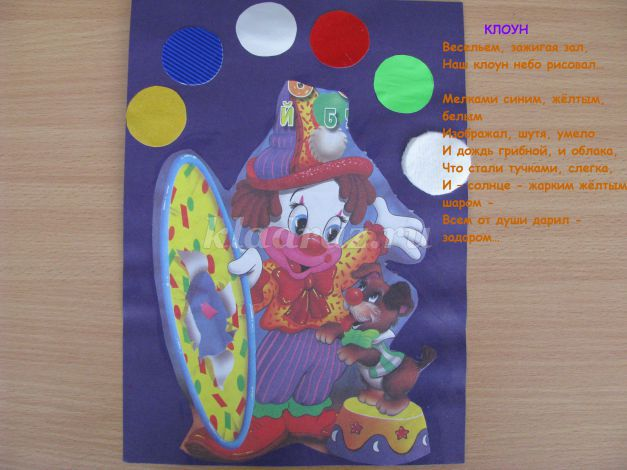 КЛОУН
Весельем, зажигая зал,
Наш клоун небо рисовал...
Мелками синим, жёлтым,
белым
Изображал, шутя, умело
И дождь грибной, и облака,
Что стали тучками, слегка,
И - солнце - жарким жёлтым
шаром -
Всем от души дарил -
задаром...
Й Б